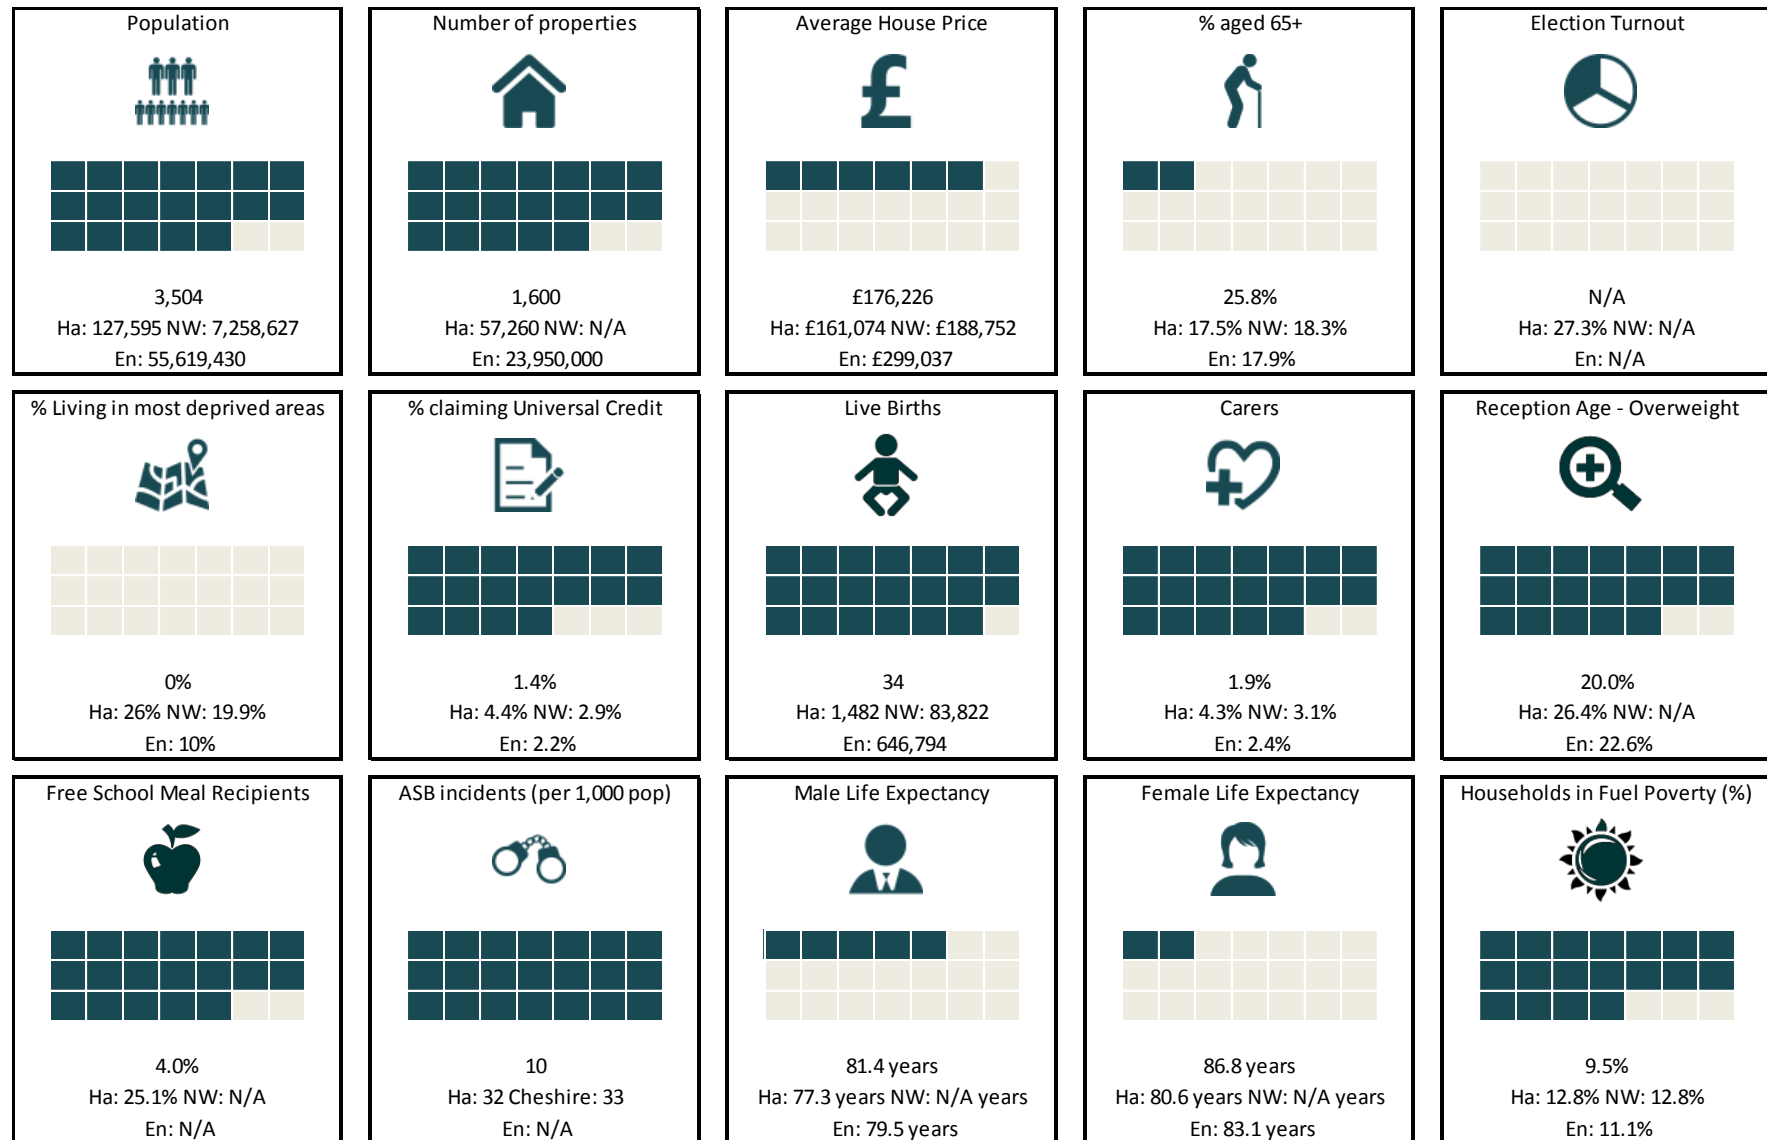 Population
3,504
Ha: 127,595 NW: 7,258,627
En: 55,619,430
Number of properties
1,600
Ha: 57,260 NW: N/A
En: 23,950,000
Average House Price
£
£176,226
Ha: £161,074 NW: £188,752
En: £299,037
% aged 65+
25.8%
Ha: 17.5% NW: 18.3%
En: 17.9%
Election Turnout
N/A
Ha: 27.3% NW: N/A
En: N/A
% Living in most deprived areas
0%
Ha: 26% NW: 19.9%
En: 10%
% claiming Universal Credit
1.4%
Ha: 4.4% NW: 2.9%
En: 2.2%
Live Births
34
Ha: 1,482 NW: 83,822
En: 646,794
Carers
1.9%
Ha: 4.3% NW: 3.1%
En: 2.4%
Reception Age - Overweight
20.0%
Ha: 26.4% NW: N/A
En: 22.6%
Free School Meal Recipients
4.0%
Ha: 25.1% NW: N/A
En: N/A
ASB incidents (per 1,000 pop)
10
Ha: 32 Cheshire: 33
En: N/A
Male Life Expectancy
81.4 years
Ha: 77.3 years NW: N/A years
En: 79.5 years
Female Life Expectancy
86.8 years
Ha: 80.6 years NW: N/A years
En: 83.1 years
Households in Fuel Poverty (%)
9.5%
Ha: 12.8% NW: 12.8%
En: 11.1%